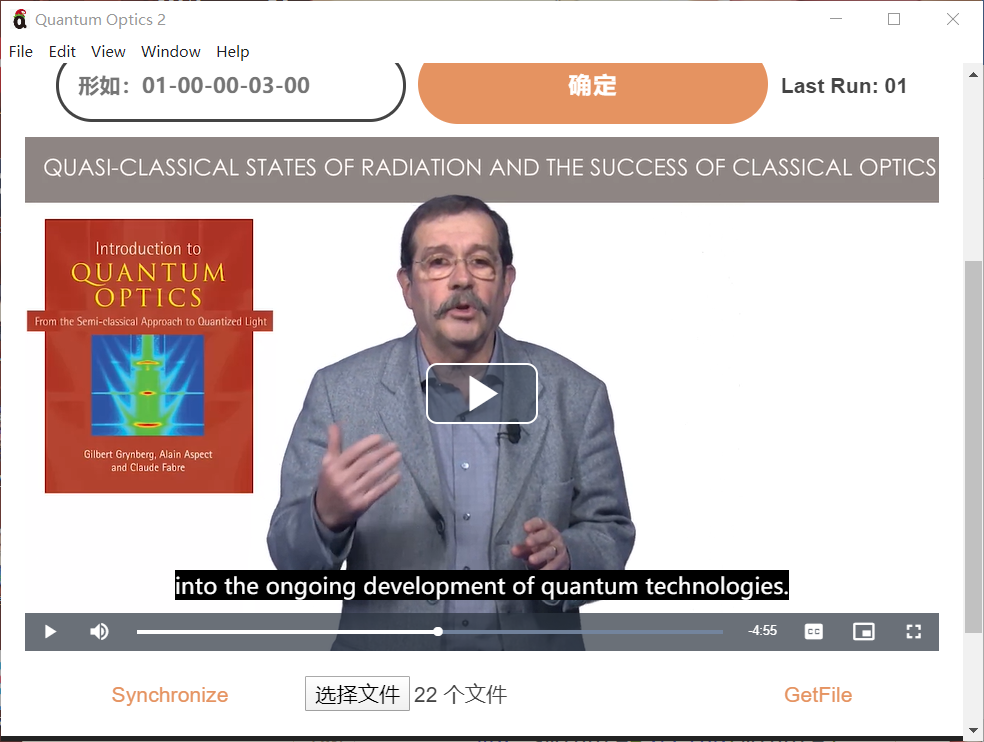 Quantum Optics 2
File Edit View Window Help
形如：01-00-00-03-00
确定
Last Run: 01
QUASI-CLASSICAL STATES OF RADIATION AND THE SUCCESS OF CLASSICAL OPTICS
Introduction to
QUANTUM
OPTICS
From the Semi-classical Approach to Quantized Light
Gilbert Grynberg, Alain Aspect
and Claude Fabre
into the ongoing development of quantum technologies.
-4:55
CC
Synchronize
选择文件 22 个文件
GetFile